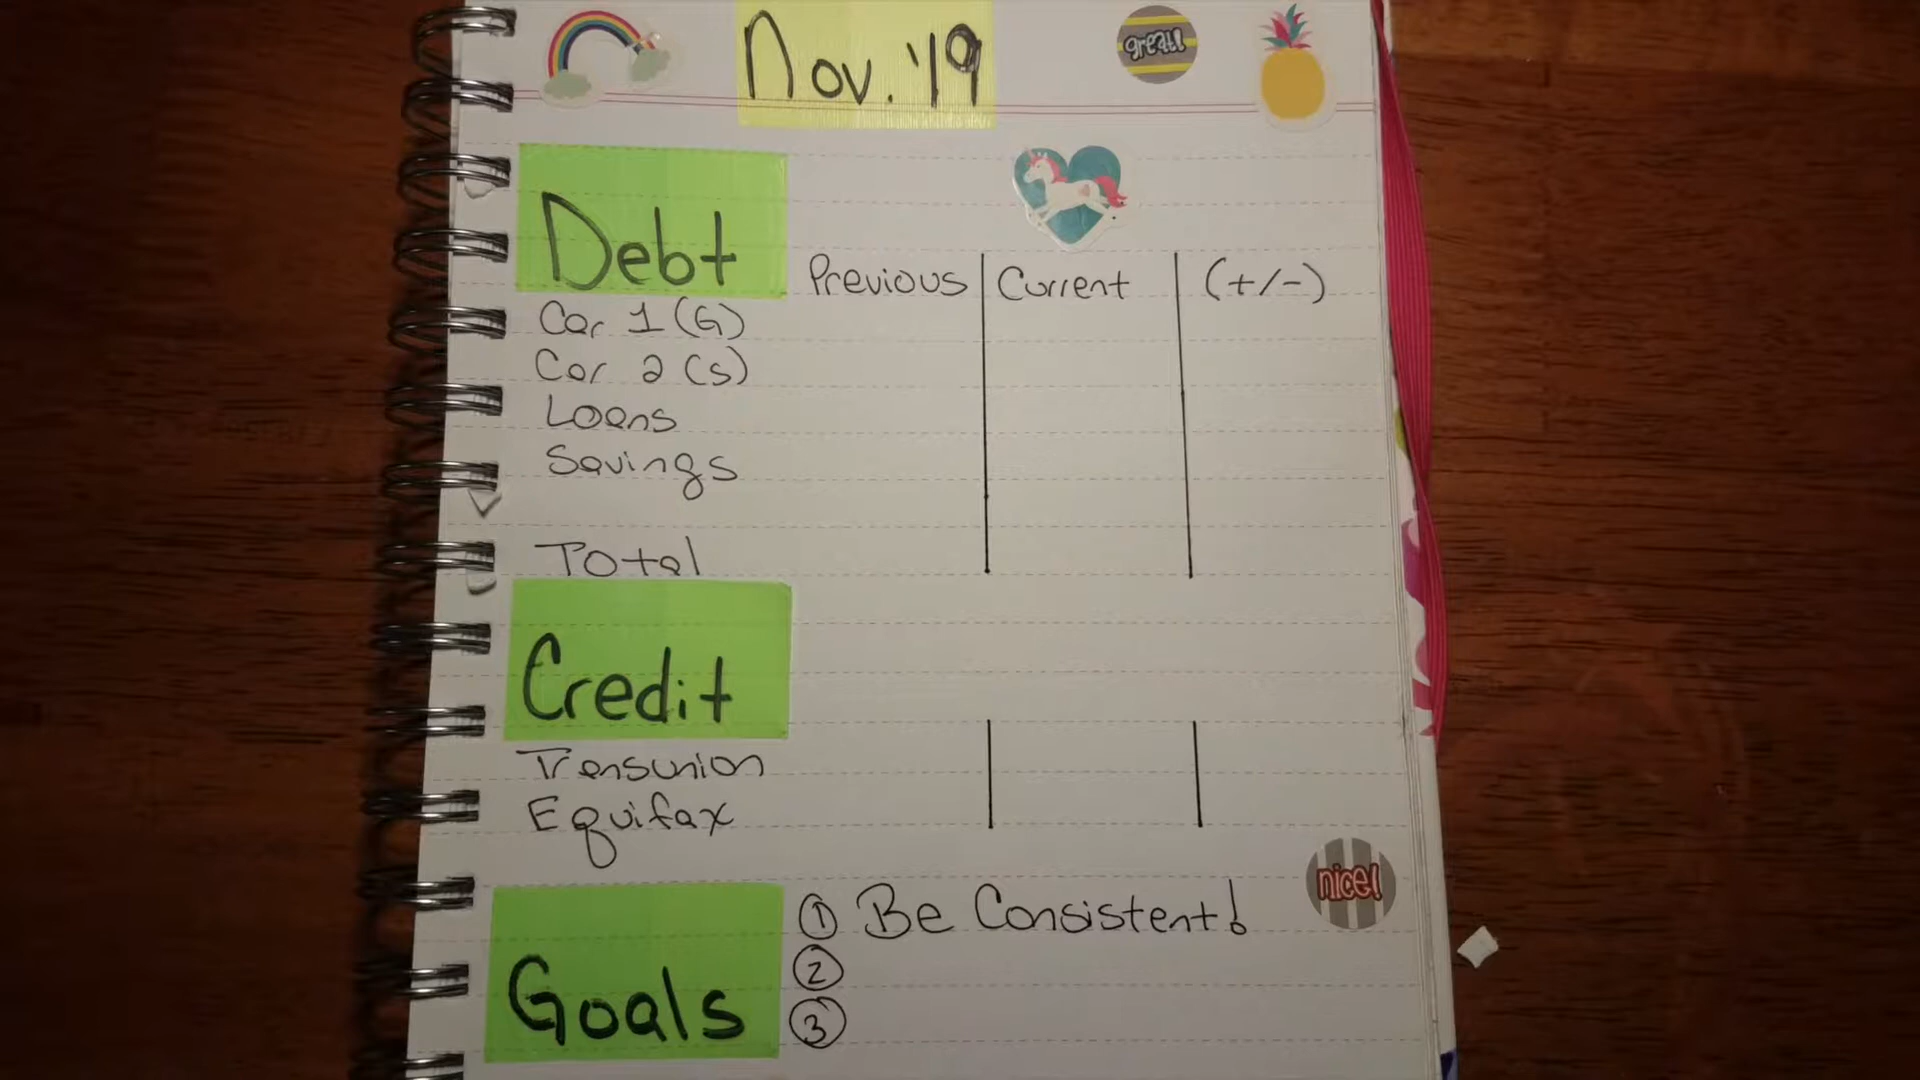 Nov. '19
great!
Debt
Previous Current (+/-)
Car 1 (G)
Car 2 (S)
Loans
Savings
Total
Credit
Transunion
Equifax
nice!
Goals
1 Be Consistent!
2
3